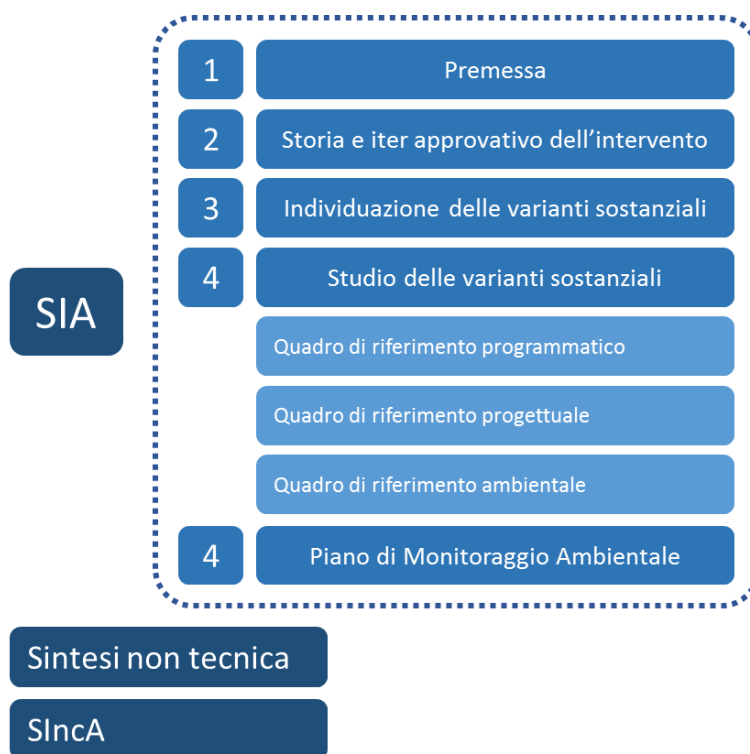 SIA
1
Premessa
2
Storia e iter approvativo dell'intervento
3
Individuazione delle varianti sostanziali
4
Studio delle varianti sostanziali
Quadro di riferimento programmatico
Quadro di riferimento progettuale
Quadro di riferimento ambientale
4
Piano di Monitoraggio Ambientale
Sintesi non tecnica
SIncA